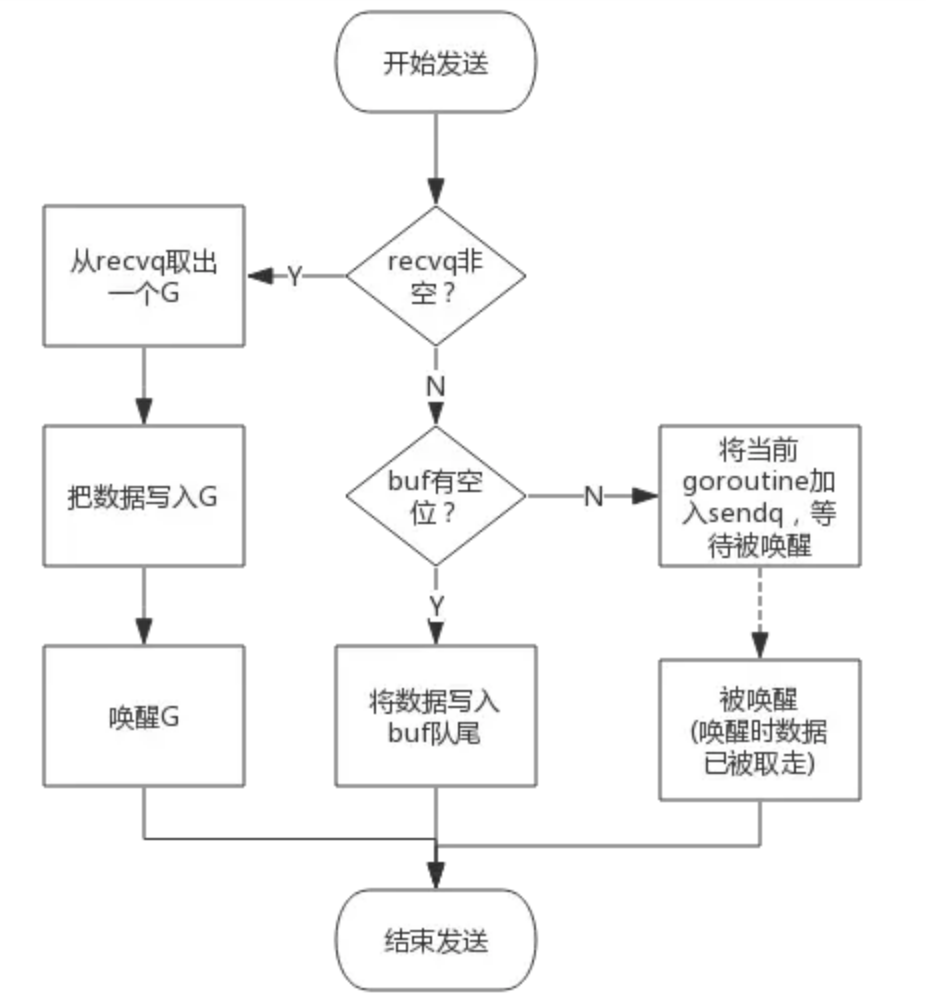 开始发送
recvq非
空？
Y
从recvq取出
一个G
N
把数据写入G
buf有空
位？
N
将当前
goroutine加
入sendq，等
待被唤醒
Y
唤醒G
将数据写入
buf队尾
被唤醒
(唤醒时数据
已被取走)
结束发送